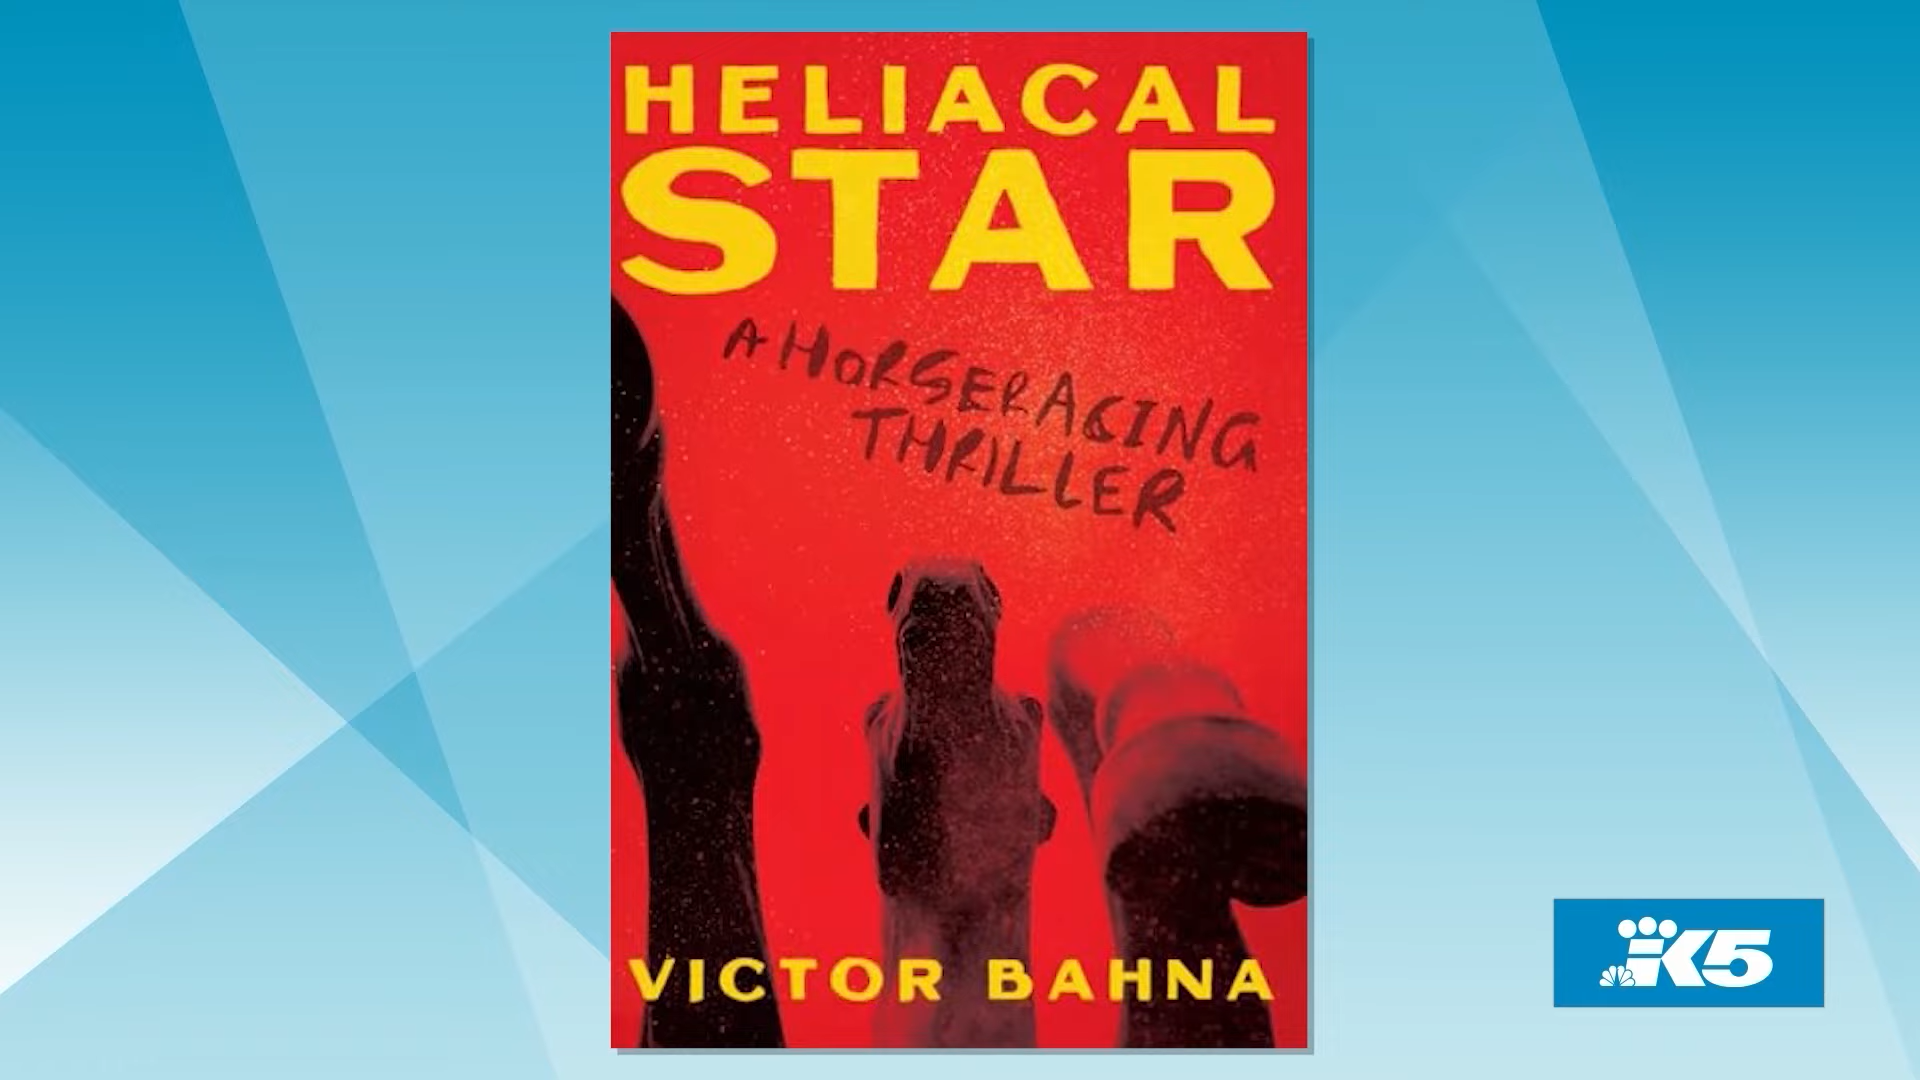 HELIACAL
STAR
A HORSERACING
THRILLER
VICTOR BAHNA
K5